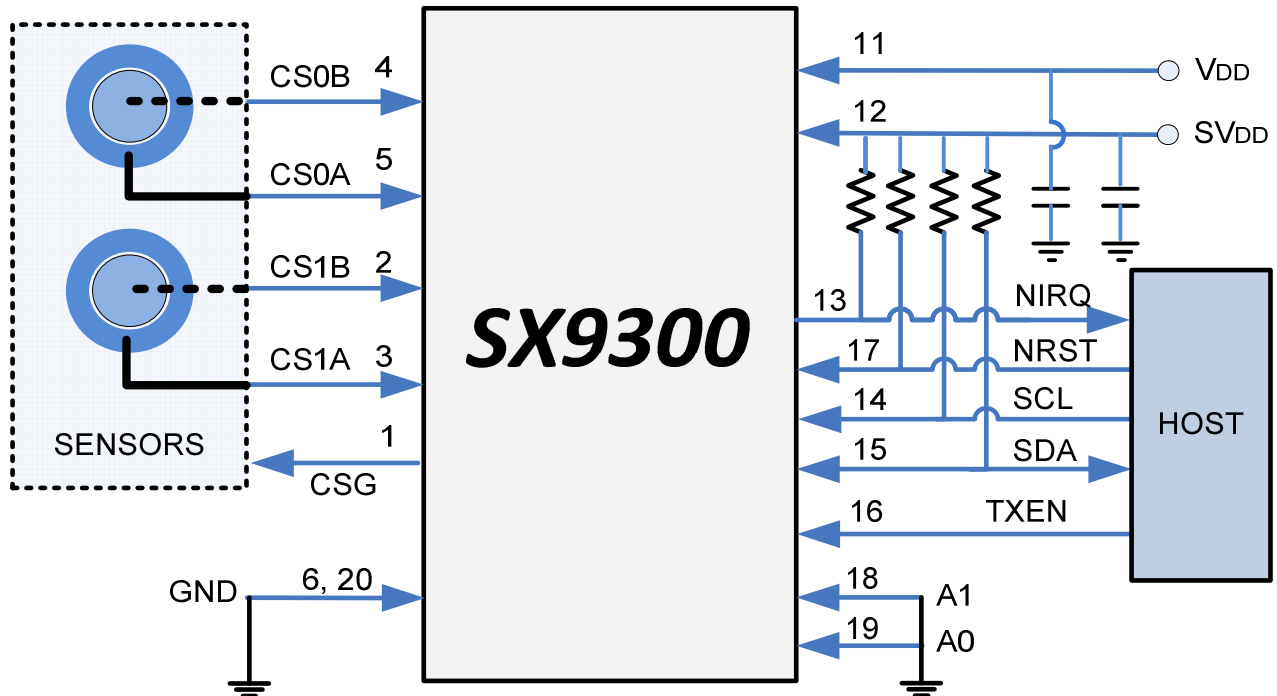 CS0B 4
CS0A 5
CS1B 2
CS1A 3
SENSORS
1
CSG
GND 6, 20
SX9300
11 VDD
12 SVDD
13 NIRQ
17 NRST
14 SCL
15 SDA
16 TXEN
HOST
18 A1
19 A0